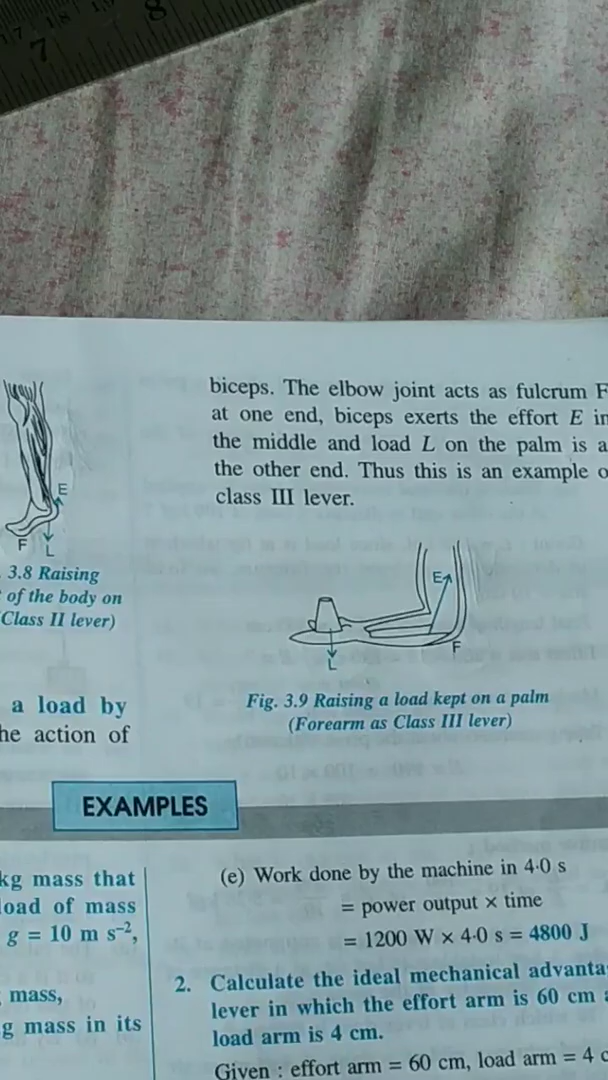 17 18 19
7 8
E
F
L
3.8 Raising
of the body on
Class II lever)
a load by
he action of
biceps. The elbow joint acts as fulcrum F
at one end, biceps exerts the effort E in
the middle and load L on the palm is a
the other end. Thus this is an example o
class III lever.
E
L
F
Fig. 3.9 Raising a load kept on a palm
(Forearm as Class III lever)
EXAMPLES
kg mass that
load of mass
g = 10 m s⁻²,
mass,
g mass in its
(e) Work done by the machine in 4·0 s
= power output × time
= 1200 W × 4·0 s = 4800 J
2. Calculate the ideal mechanical advanta
lever in which the effort arm is 60 cm
load arm is 4 cm.
Given : effort arm = 60 cm, load arm = 4 c